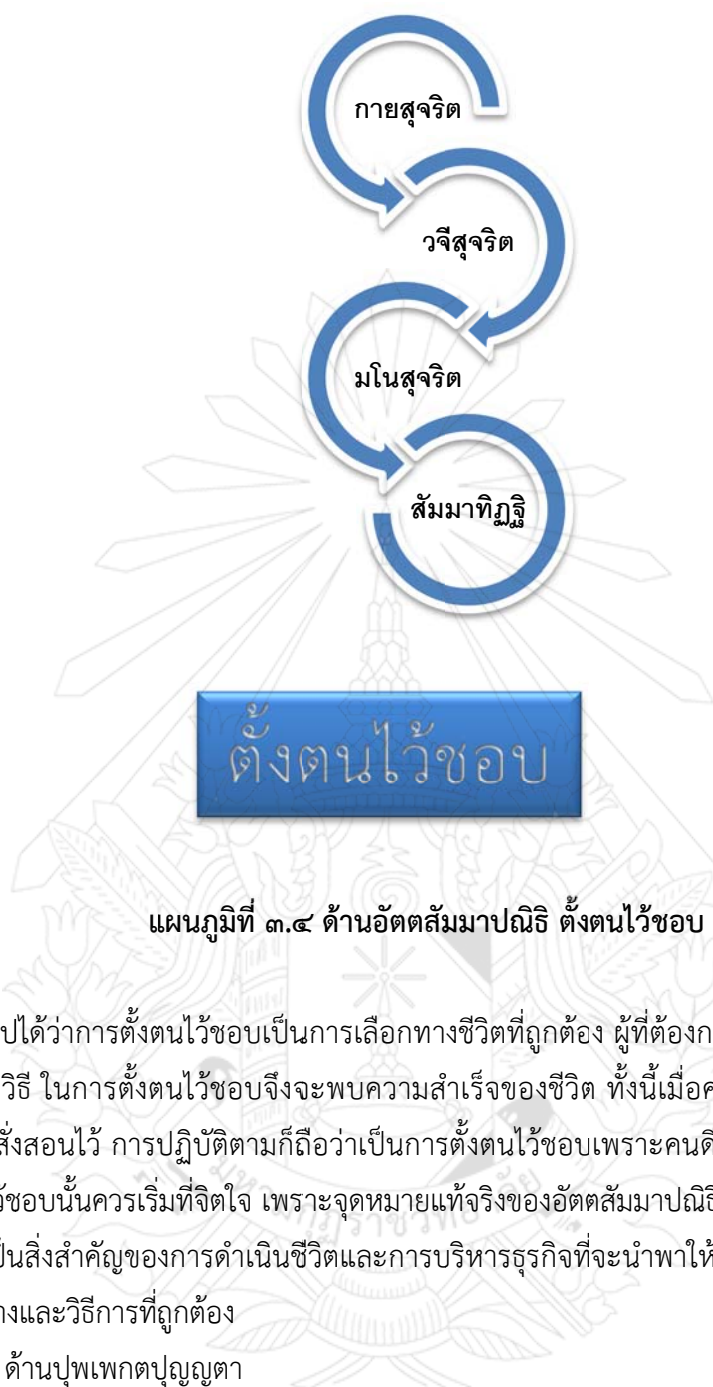 กายสุจริต
วจีสุจริต
มโนสุจริต
สัมมาทิฏฐิ
ตั้งตนไว้ชอบ
แผนภูมิที่ ๓.๔ ด้านอัตตสัมมาปณิธิ ตั้งตนไว้ชอบ
ปได้ว่าการตั้งตนไว้ชอบเป็นการเลือกทางชีวิตที่ถูกต้อง ผู้ที่ต้องก
วิธี ในการตั้งตนไว้ชอบจึงจะพบความสำเร็จของชีวิต ทั้งนี้เมื่อค
สั่งสอนไว้ การปฏิบัติตามก็ถือว่าเป็นการตั้งตนไว้ชอบเพราะคนดี
ว้ชอบนั้นควรเริ่มที่จิตใจ เพราะจุดหมายแท้จริงของอัตตสัมมาปณิธิ
ป็นสิ่งสำคัญของการดำเนินชีวิตและการบริหารธุรกิจที่จะนำพาให้
างและวิธีการที่ถูกต้อง
ด้านปุพเพกตปุญญตา